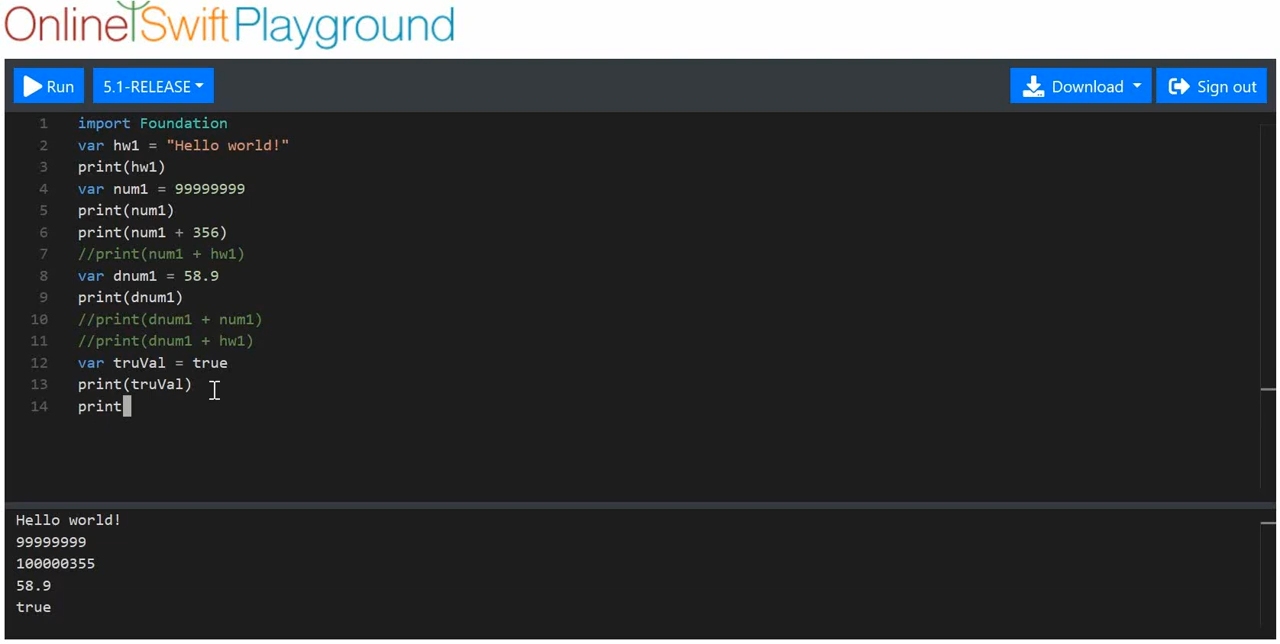 Online Swift Playground
Run 5.1-RELEASE Download Sign out
1 import Foundation
2 var hw1 = "Hello world!"
3 print(hw1)
4 var num1 = 99999999
5 print(num1)
6 print(num1 + 356)
7 //print(num1 + hw1)
8 var dnum1 = 58.9
9 print(dnum1)
10 //print(dnum1 + num1)
11 //print(dnum1 + hw1)
12 var truVal = true
13 print(truVal)
14 print
Hello world!
99999999
100000355
58.9
true